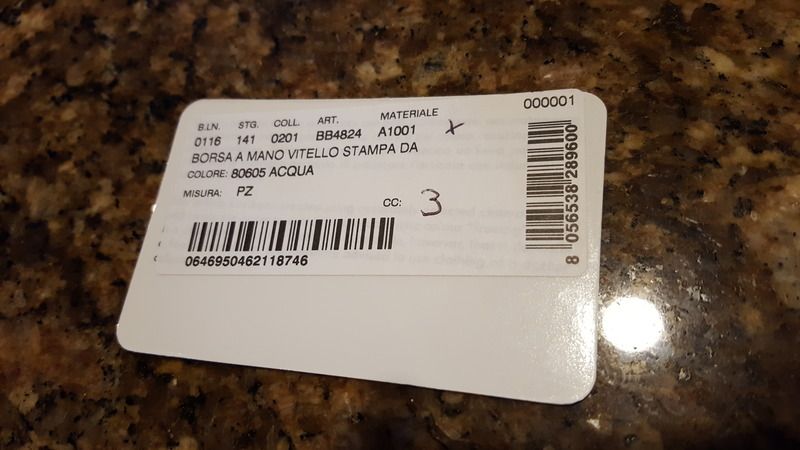 000001
B.LN. STG. COLL. ART. MATERIALE
0116 141 0201 BB4824 A1001 x
BORSA A MANO VITELLO STAMPA DA
COLORE: 80605 ACQUA
MISURA: PZ
CC: 3
0646950462118746
8 056538 289600